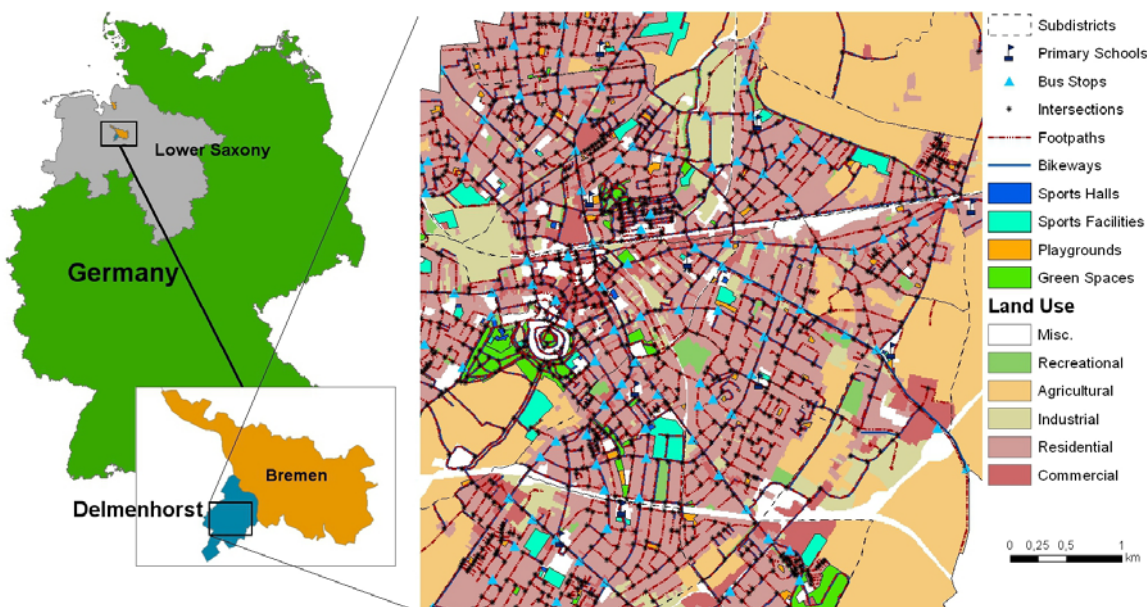 Lower Saxony
Germany
Bremen
Delmenhorst
Subdistricts
Primary Schools
Bus Stops
Intersections
Footpaths
Bikeways
Sports Halls
Sports Facilities
Playgrounds
Green Spaces
Land Use
Misc.
Recreational
Agricultural
Industrial
Residential
Commercial
0 0,25 0,5 1
km